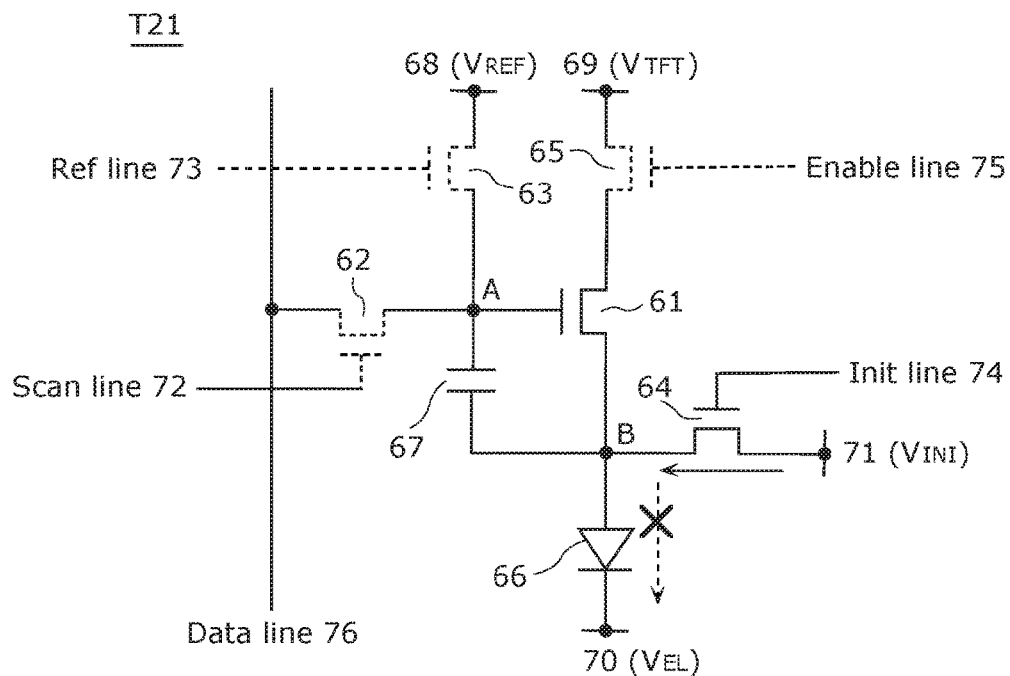 T21
68 (VREF)
69 (VTFT)
Ref line 73
63
65
Enable line 75
62
A
61
Scan line 72
67
B
64
Init line 74
71 (VINI)
66
Data line 76
70 (VEL)